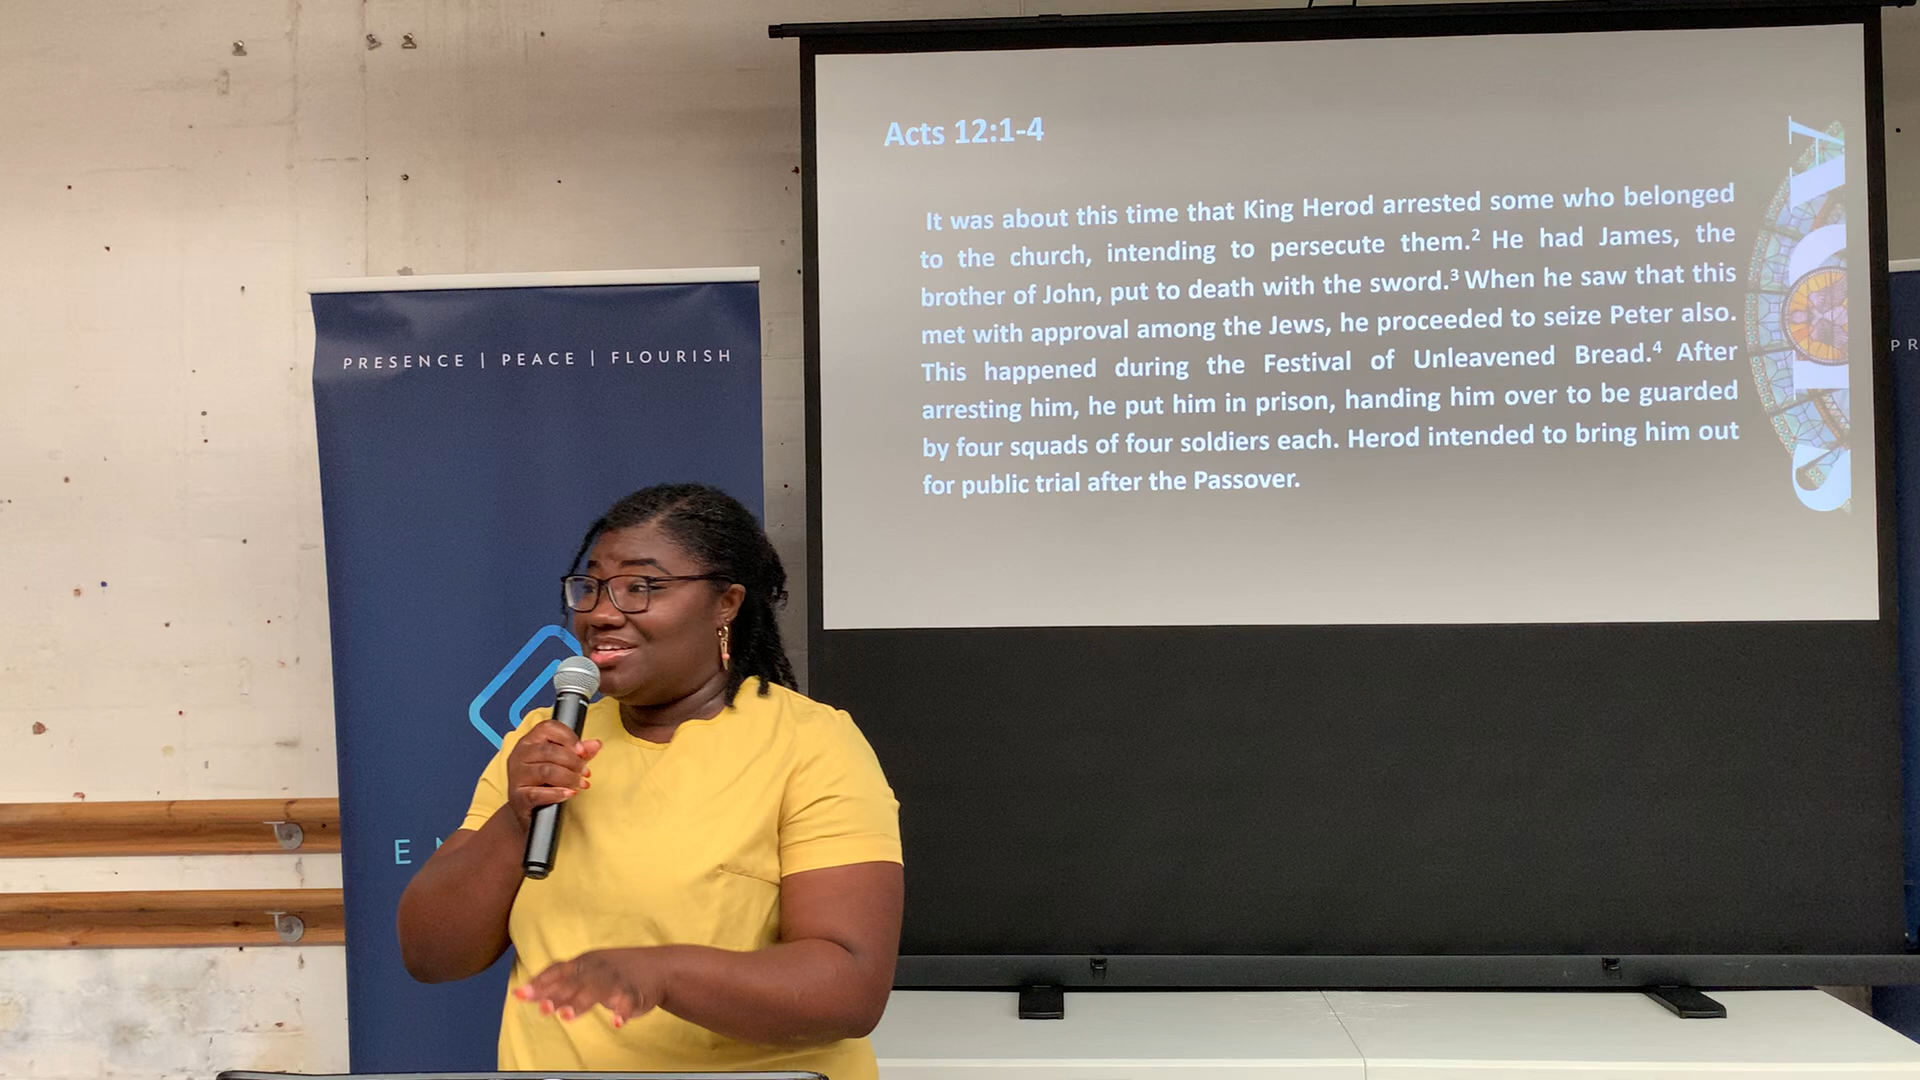 PRESENCE | PEACE | FLOURISH
E
Acts 12:1-4
It was about this time that King Herod arrested some who belonged
to the church, intending to persecute them.² He had James, the
brother of John, put to death with the sword.³ When he saw that this
met with approval among the Jews, he proceeded to seize Peter also.
This happened during the Festival of Unleavened Bread.⁴ After
arresting him, he put him in prison, handing him over to be guarded
by four squads of four soldiers each. Herod intended to bring him out
for public trial after the Passover.
ACTS
PR